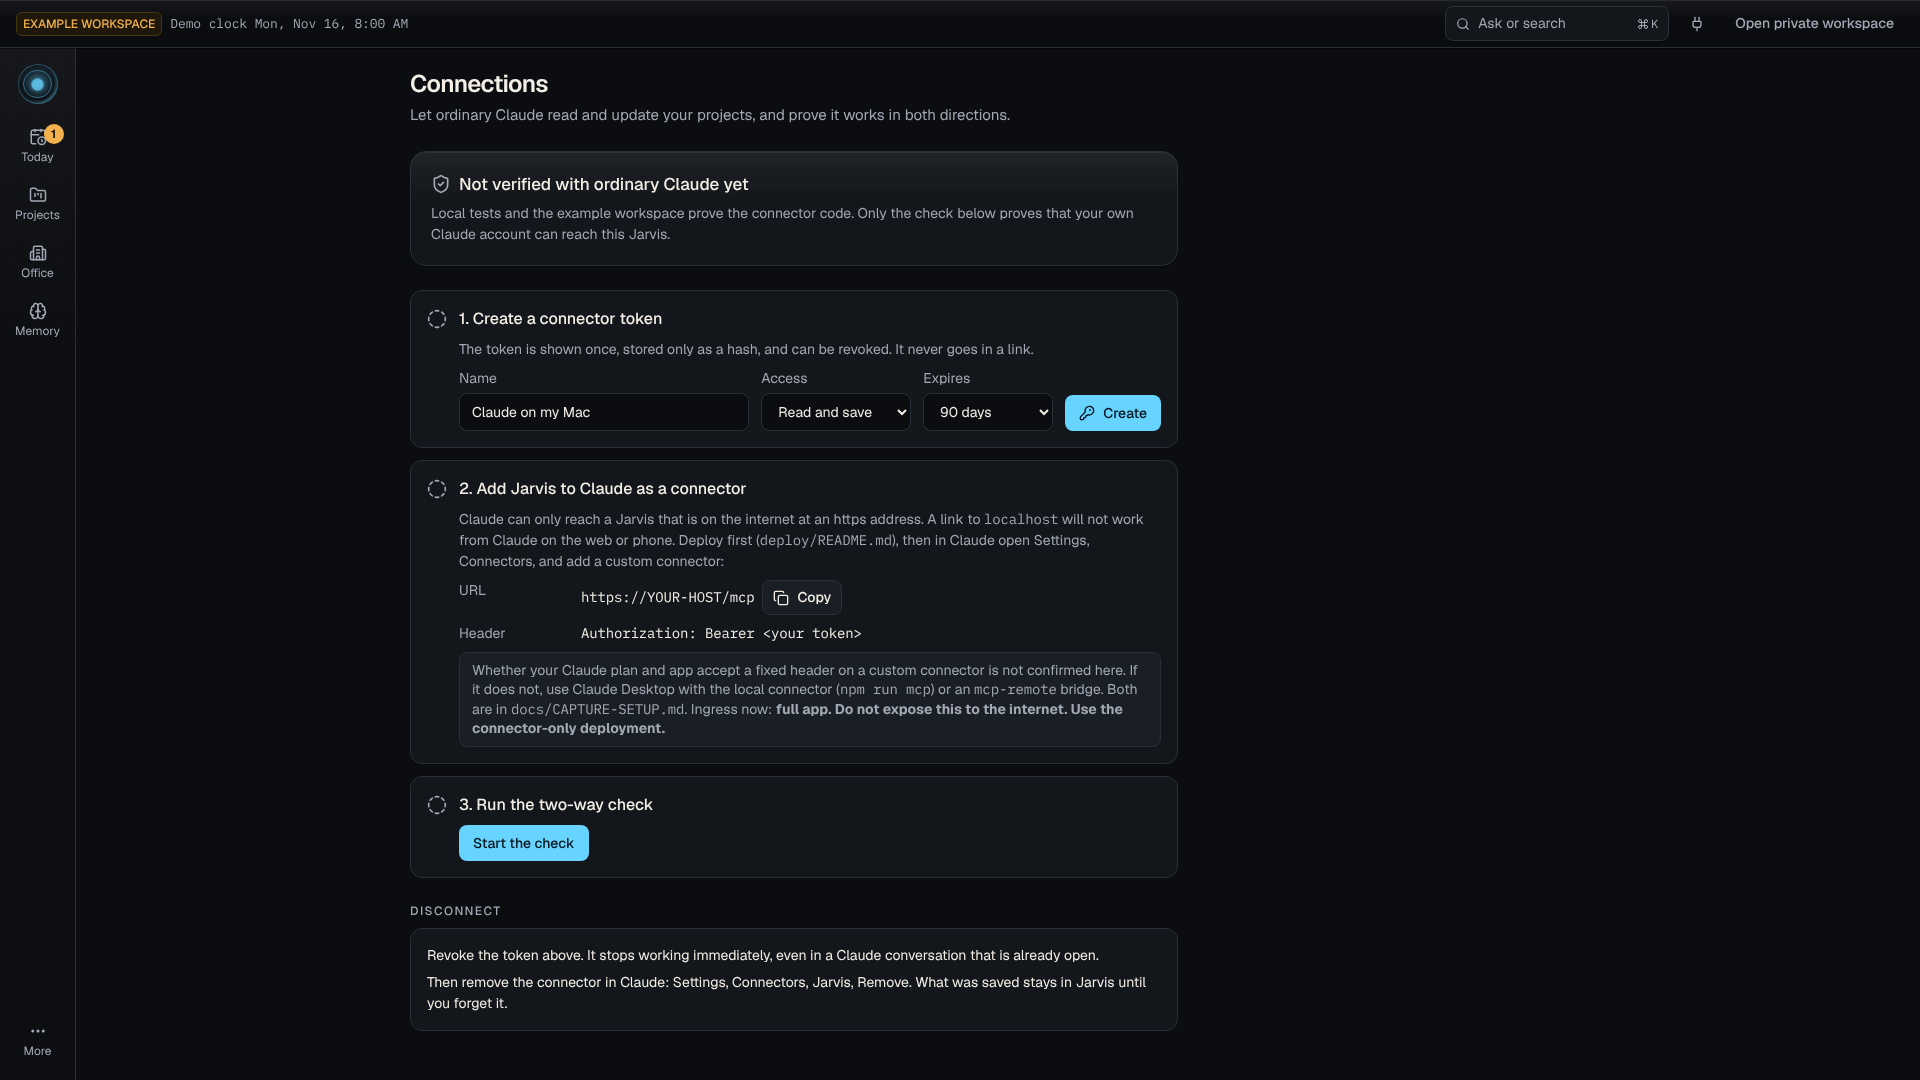 EXAMPLE WORKSPACE Demo clock Mon, Nov 16, 8:00 AM
Ask or search ⌘K
Open private workspace
1
Today
Projects
Office
Memory
More
Connections
Let ordinary Claude read and update your projects, and prove it works in both directions.
Not verified with ordinary Claude yet
Local tests and the example workspace prove the connector code. Only the check below proves that your own
Claude account can reach this Jarvis.
1. Create a connector token
The token is shown once, stored only as a hash, and can be revoked. It never goes in a link.
Name Access Expires
Claude on my Mac Read and save 90 days Create
2. Add Jarvis to Claude as a connector
Claude can only reach a Jarvis that is on the internet at an https address. A link to localhost will not work
from Claude on the web or phone. Deploy first (deploy/README.md), then in Claude open Settings,
Connectors, and add a custom connector:
URL https://YOUR-HOST/mcp Copy
Header Authorization: Bearer <your token>
Whether your Claude plan and app accept a fixed header on a custom connector is not confirmed here. If
it does not, use Claude Desktop with the local connector (npm run mcp) or an mcp-remote bridge. Both
are in docs/CAPTURE-SETUP.md. Ingress now: full app. Do not expose this to the internet. Use the
connector-only deployment.
3. Run the two-way check
Start the check
DISCONNECT
Revoke the token above. It stops working immediately, even in a Claude conversation that is already open.
Then remove the connector in Claude: Settings, Connectors, Jarvis, Remove. What was saved stays in Jarvis until
you forget it.